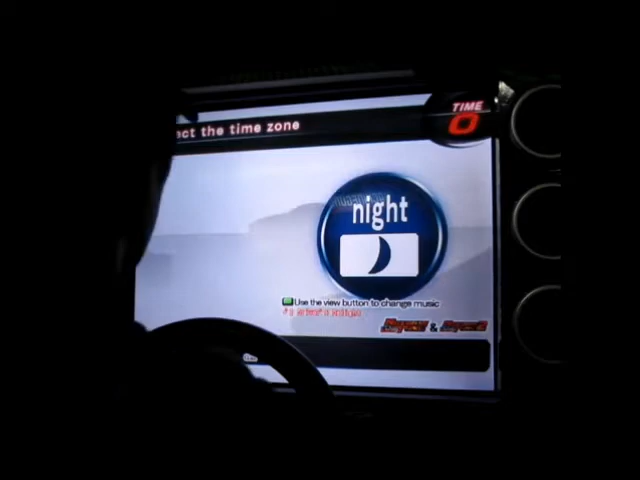 ect the time zone
TIME
0
night
Use the view button to change music
&